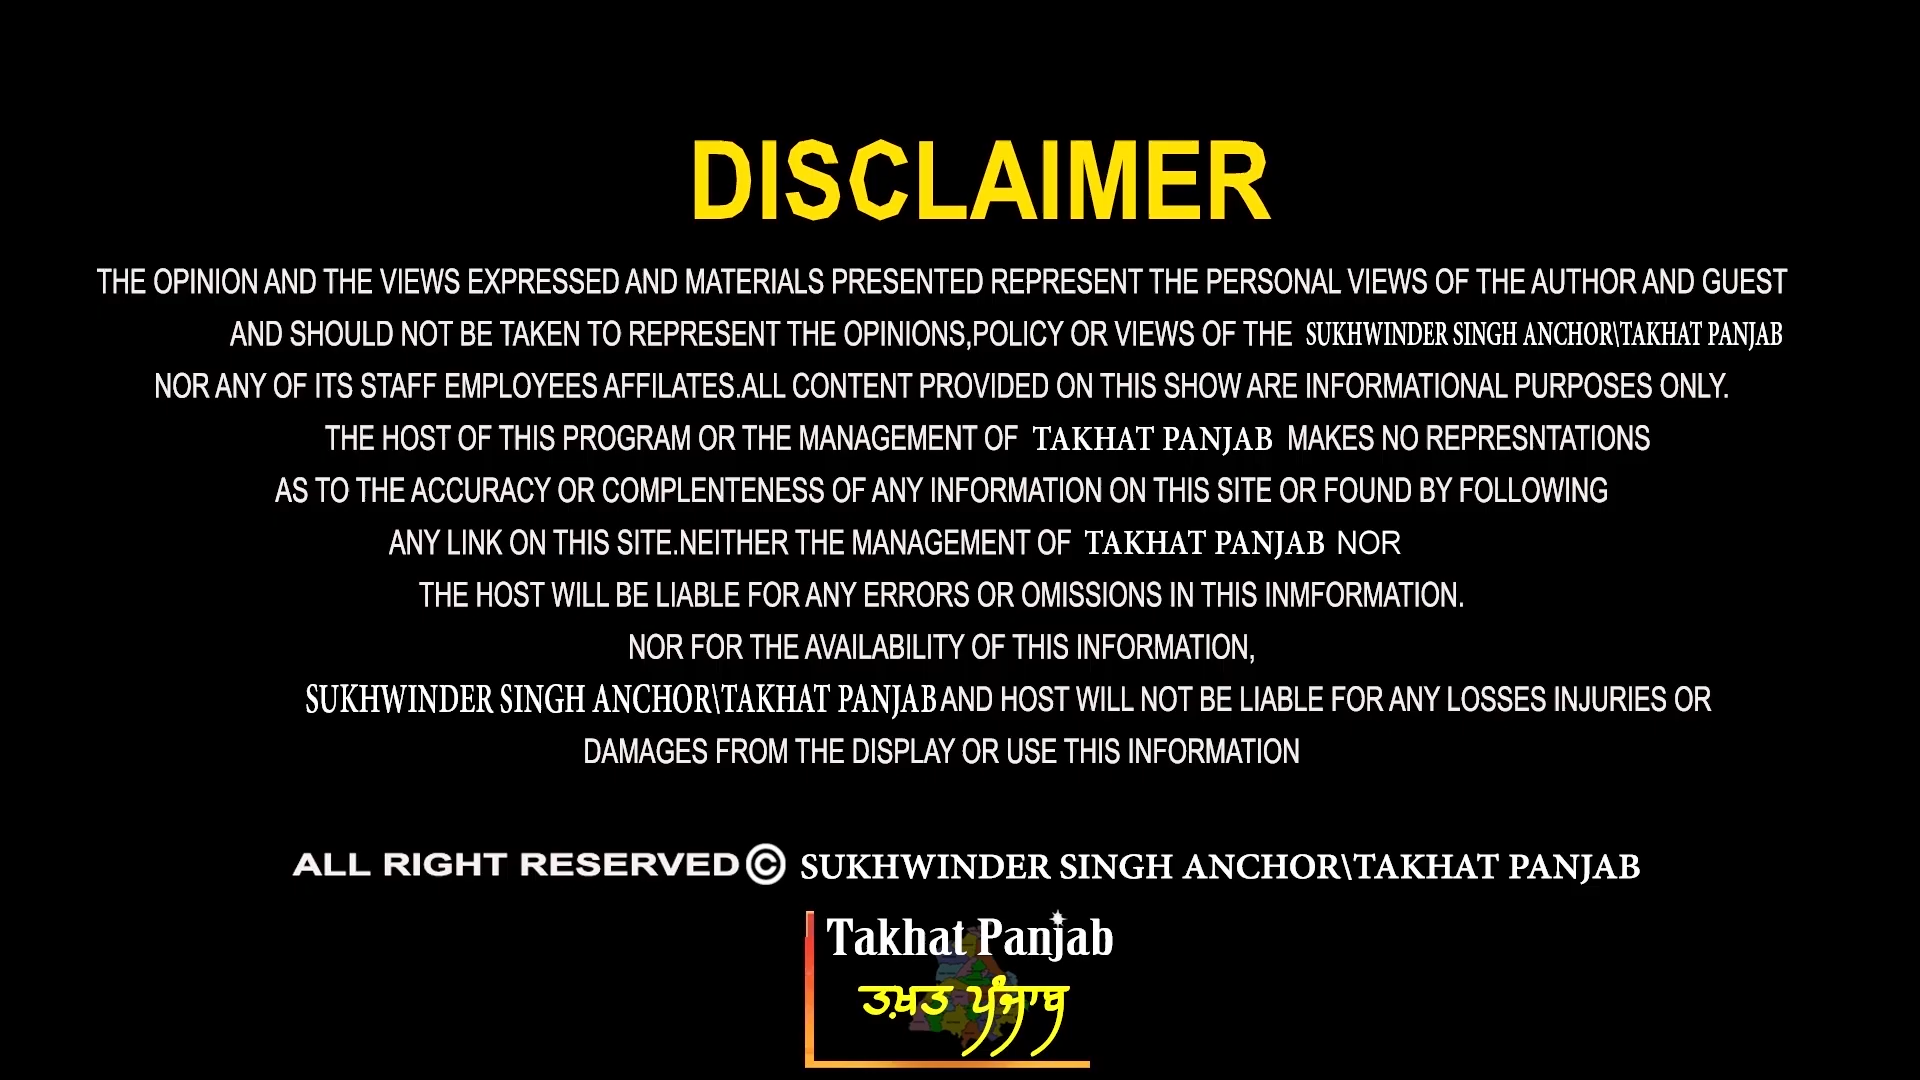 DISCLAIMER
THE OPINION AND THE VIEWS EXPRESSED AND MATERIALS PRESENTED REPRESENT THE PERSONAL VIEWS OF THE AUTHOR AND GUEST
AND SHOULD NOT BE TAKEN TO REPRESENT THE OPINIONS,POLICY OR VIEWS OF THE SUKHWINDER SINGH ANCHOR\TAKHAT PANJAB
NOR ANY OF ITS STAFF EMPLOYEES AFFILATES.ALL CONTENT PROVIDED ON THIS SHOW ARE INFORMATIONAL PURPOSES ONLY.
THE HOST OF THIS PROGRAM OR THE MANAGEMENT OF TAKHAT PANJAB MAKES NO REPRESNTATIONS
AS TO THE ACCURACY OR COMPLENTENESS OF ANY INFORMATION ON THIS SITE OR FOUND BY FOLLOWING
ANY LINK ON THIS SITE.NEITHER THE MANAGEMENT OF TAKHAT PANJAB NOR
THE HOST WILL BE LIABLE FOR ANY ERRORS OR OMISSIONS IN THIS INMFORMATION.
NOR FOR THE AVAILABILITY OF THIS INFORMATION,
SUKHWINDER SINGH ANCHOR\TAKHAT PANJAB AND HOST WILL NOT BE LIABLE FOR ANY LOSSES INJURIES OR
DAMAGES FROM THE DISPLAY OR USE THIS INFORMATION
ALL RIGHT RESERVED © SUKHWINDER SINGH ANCHOR\TAKHAT PANJAB
Takhat Panjab
ਤਖ਼ਤ ਪੰਜਾਬ